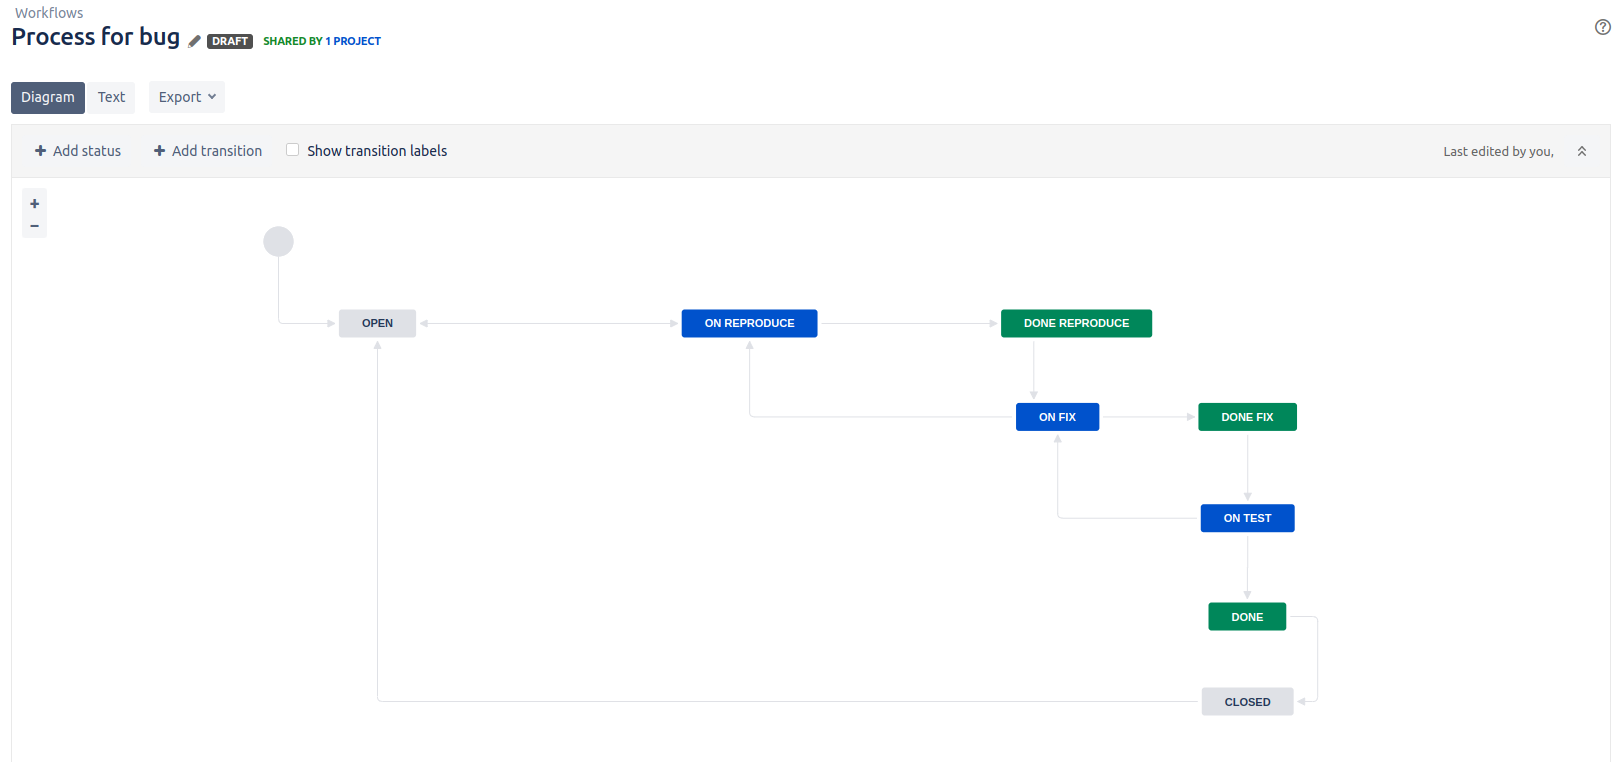 Workflows
Process for bug DRAFT SHARED BY 1 PROJECT
Diagram Text Export
+ Add status + Add transition Show transition labels Last edited by you,
+
−
OPEN ON REPRODUCE DONE REPRODUCE
ON FIX DONE FIX
ON TEST
DONE
CLOSED